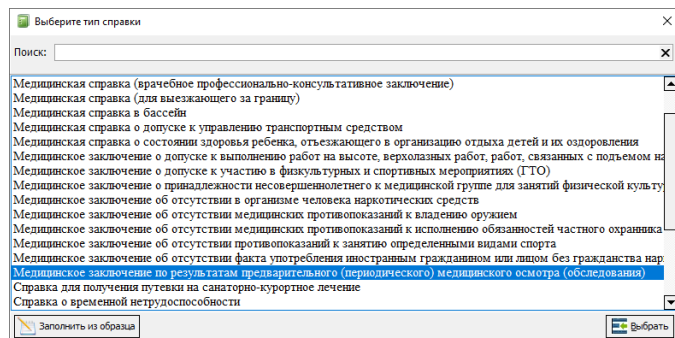 Выберите тип справки
Поиск:
Медицинская справка (врачебное профессионально-консультативное заключение)
Медицинская справка (для выезжающего за границу)
Медицинская справка в бассейн
Медицинская справка о допуске к управлению транспортным средством
Медицинская справка о состоянии здоровья ребенка, отъезжающего в организацию отдыха детей и их оздоровления
Медицинское заключение о допуске к выполнению работ на высоте, верхолазных работ, работ, связанных с подъемом на
Медицинское заключение о допуске к участию в физкультурных и спортивных мероприятиях (ГТО)
Медицинское заключение о принадлежности несовершеннолетнего к медицинской группе для занятий физической культу
Медицинское заключение об отсутствии в организме человека наркотических средств
Медицинское заключение об отсутствии медицинских противопоказаний к владению оружием
Медицинское заключение об отсутствии медицинских противопоказаний к исполнению обязанностей частного охранника
Медицинское заключение об отсутствии противопоказаний к занятию определенными видами спорта
Медицинское заключение об отсутствии факта употребления иностранным гражданином или лицом без гражданства нар
Медицинское заключение по результатам предварительного (периодического) медицинского осмотра (обследования)
Справка для получения путевки на санаторно-курортное лечение
Справка о временной нетрудоспособности
Заполнить из образца
Выбрать